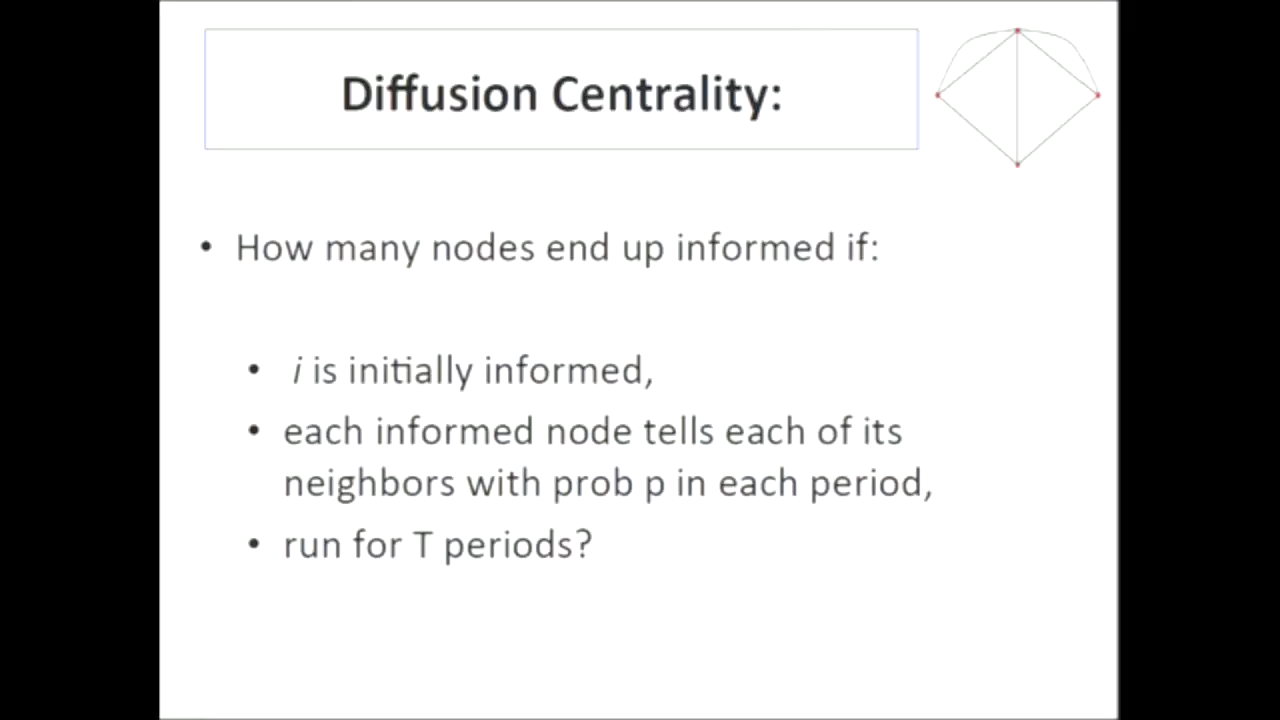 Diffusion Centrality:
• How many nodes end up informed if:
• i is initially informed,
• each informed node tells each of its
neighbors with prob p in each period,
• run for T periods?